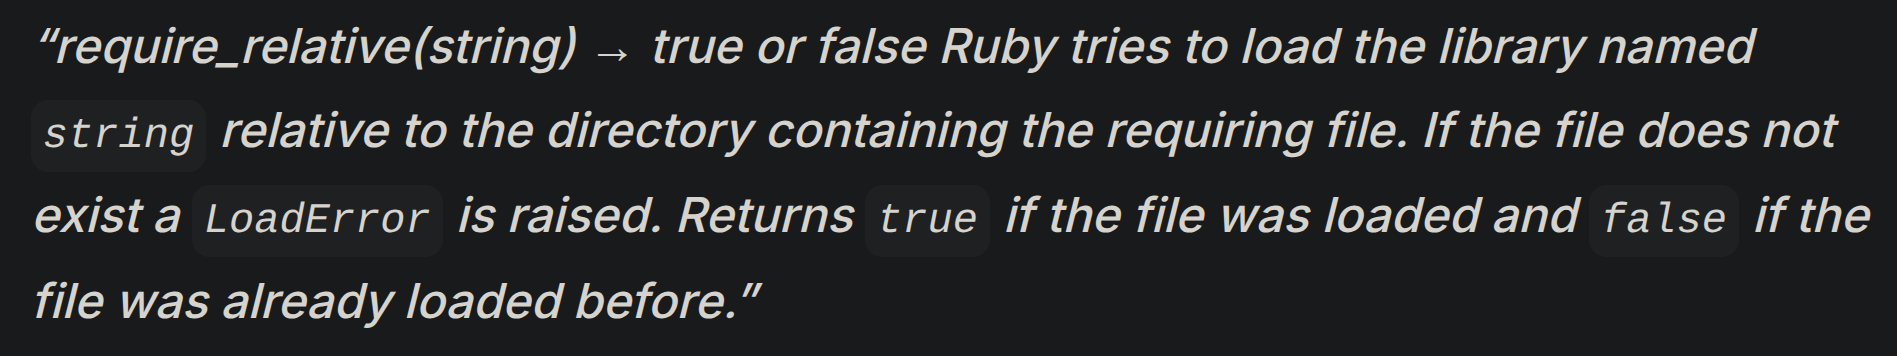 “require_relative(string) → true or false Ruby tries to load the library named
string relative to the directory containing the requiring file. If the file does not
exist a LoadError is raised. Returns true if the file was loaded and false if the
file was already loaded before.”